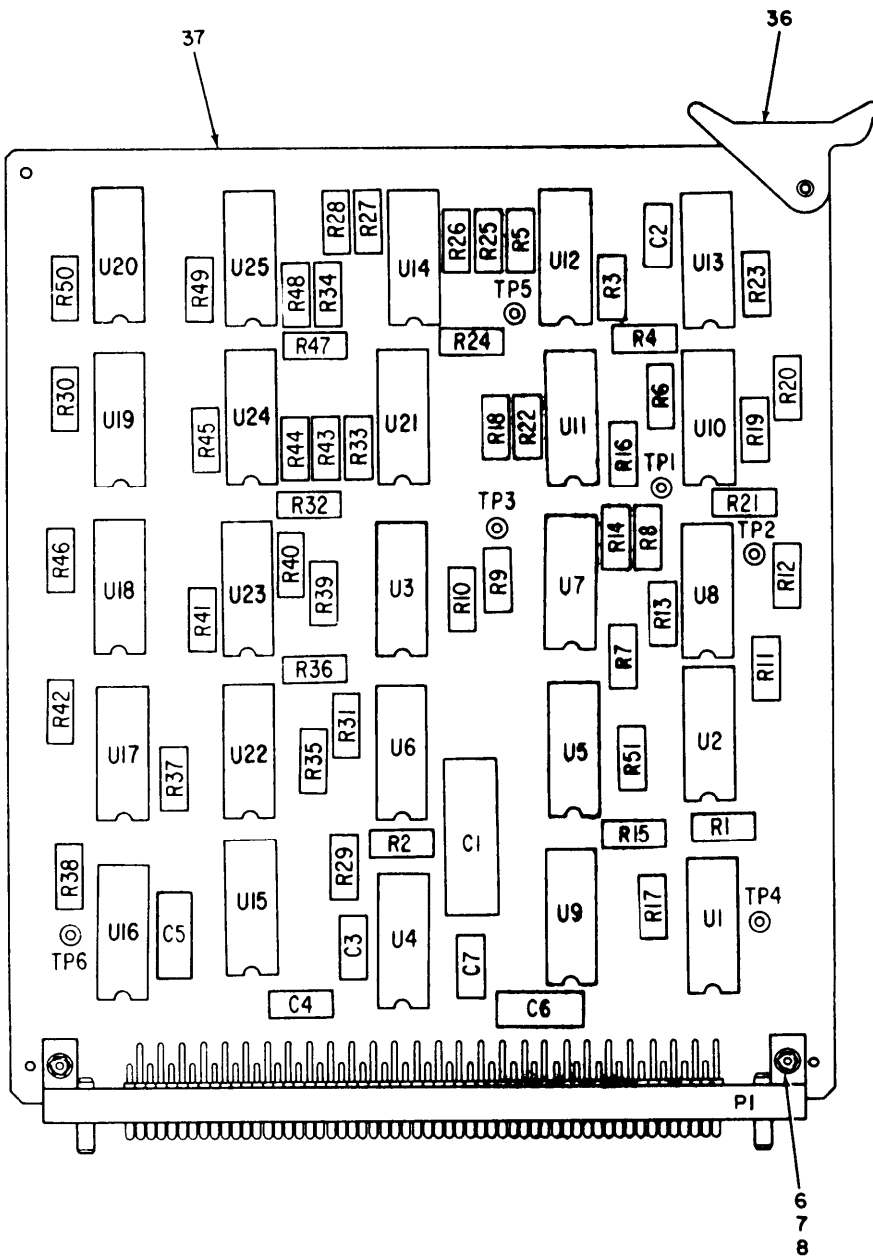 37
36
R28
R27
R26
R25
R5
C2
U20
U25
U14
U12
U13
R50
R49
R48
R34
TP5
R3
R23
R47
R24
R4
R30
U19
R45
U24
R44
R43
R33
U21
R18
R22
U11
R16
R6
U10
R19
R20
TP1
R32
TP3
R21
R46
U18
R41
U23
R40
R39
U3
R10
R9
U7
R14
R8
TP2
R13
U8
R12
R36
R7
R11
R42
U17
R37
U22
R35
R31
U6
U5
R51
U2
R2
C1
R15
R1
R38
U16
C5
U15
R29
C3
U4
C7
U9
R17
U1
TP4
TP6
C4
C6
P1
6
7
8